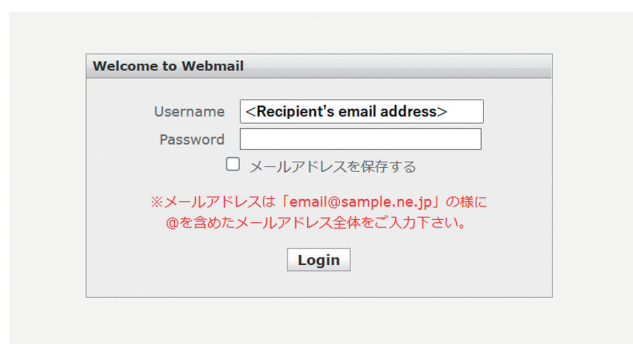 Welcome to Webmail
Username <Recipient's email address>
Password
メールアドレスを保存する
※メールアドレスは「email@sample.ne.jp」の様に
@を含めたメールアドレス全体をご入力下さい。
Login